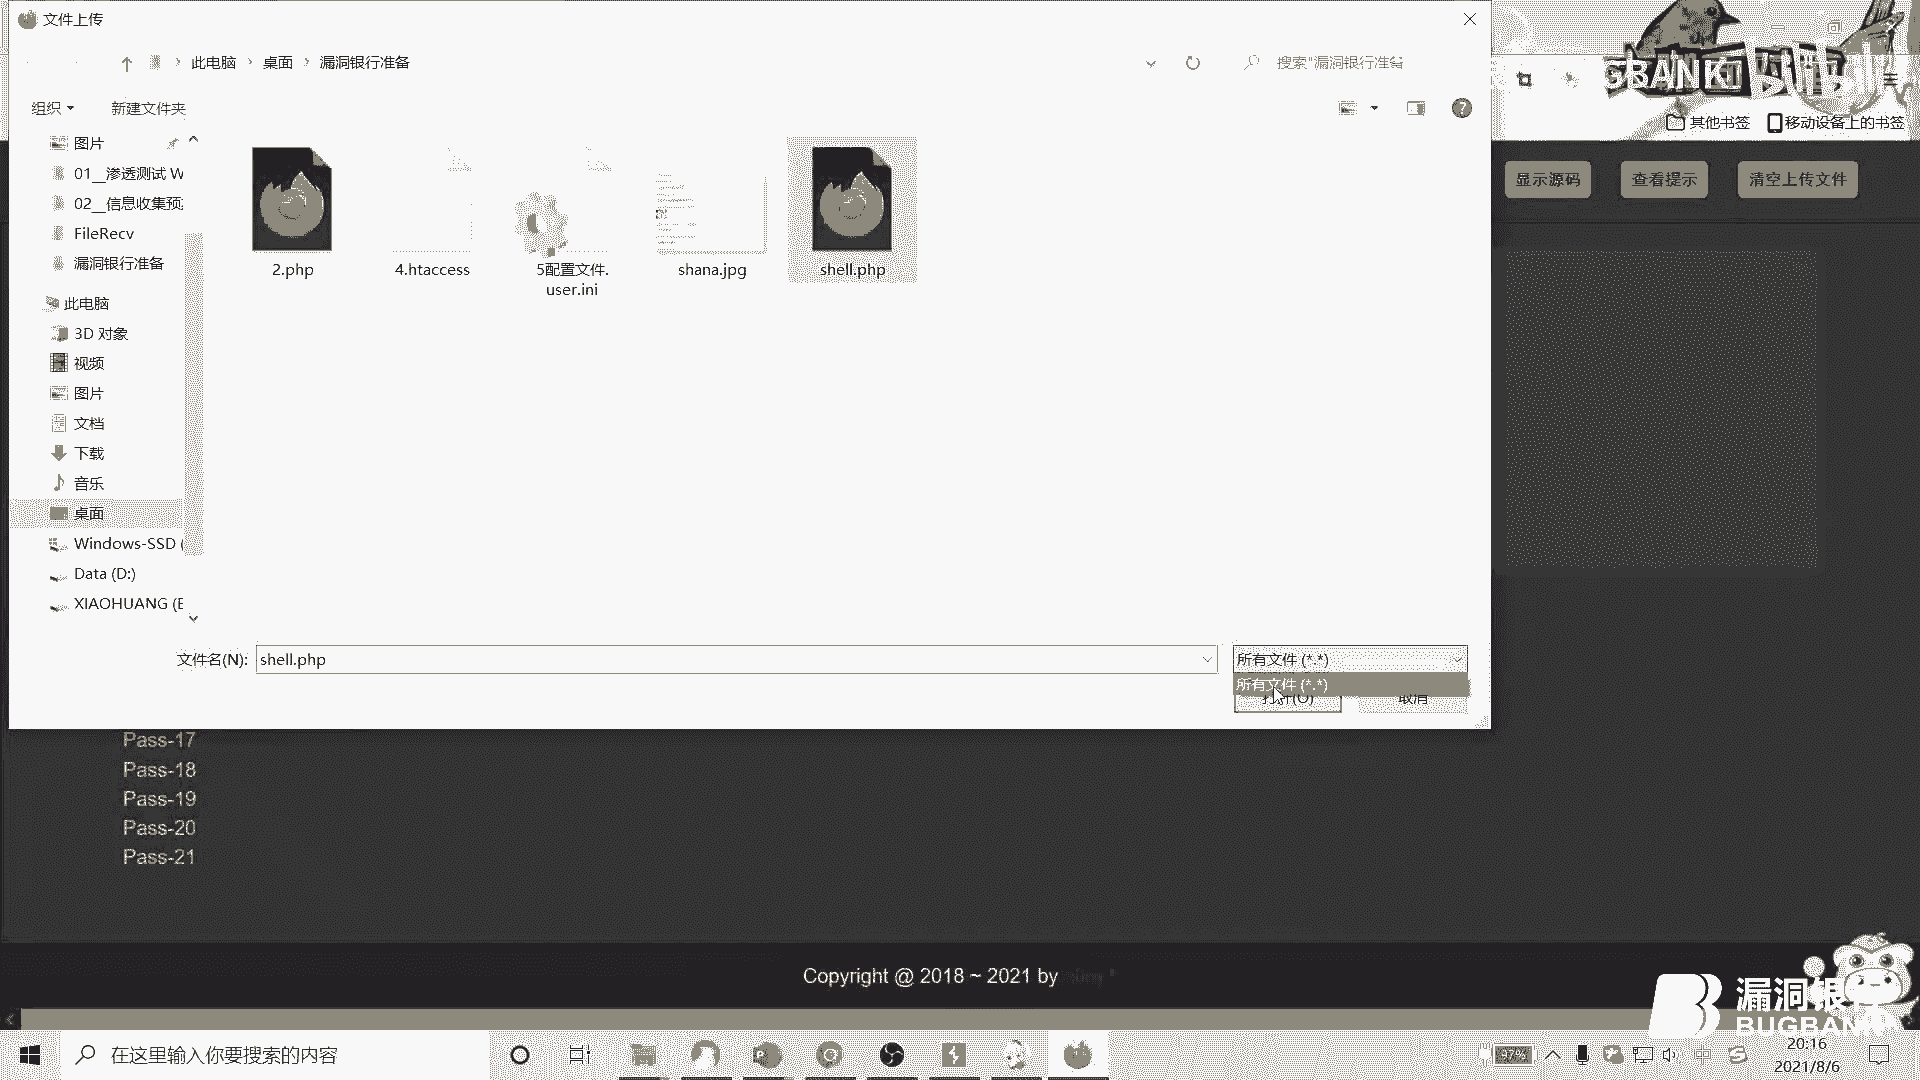 文件上传
此电脑 桌面 漏洞银行准备
搜索"漏洞银行准备
组织
新建文件夹
图片
01__渗透测试 W
02__信息收集预
FileRecv
漏洞银行准备
此电脑
3D 对象
视频
图片
文档
下载
音乐
桌面
Windows-SSD (
Data (D:)
XIAOHUANG (E
2.php
4.htaccess
5配置文件.
user.ini
shana.jpg
shell.php
文件名(N):
shell.php
所有文件 (*.*)
所有文件 (*.*)
取消
GBANK
bilibili
其他书签
移动设备上的书签
显示源码
查看提示
清空上传文件
Pass-17
Pass-18
Pass-19
Pass-20
Pass-21
Copyright @ 2018 ~ 2021 by
漏洞银行
BUGBANK
在这里输入你要搜索的内容
97%
中
20:16
2021/8/6